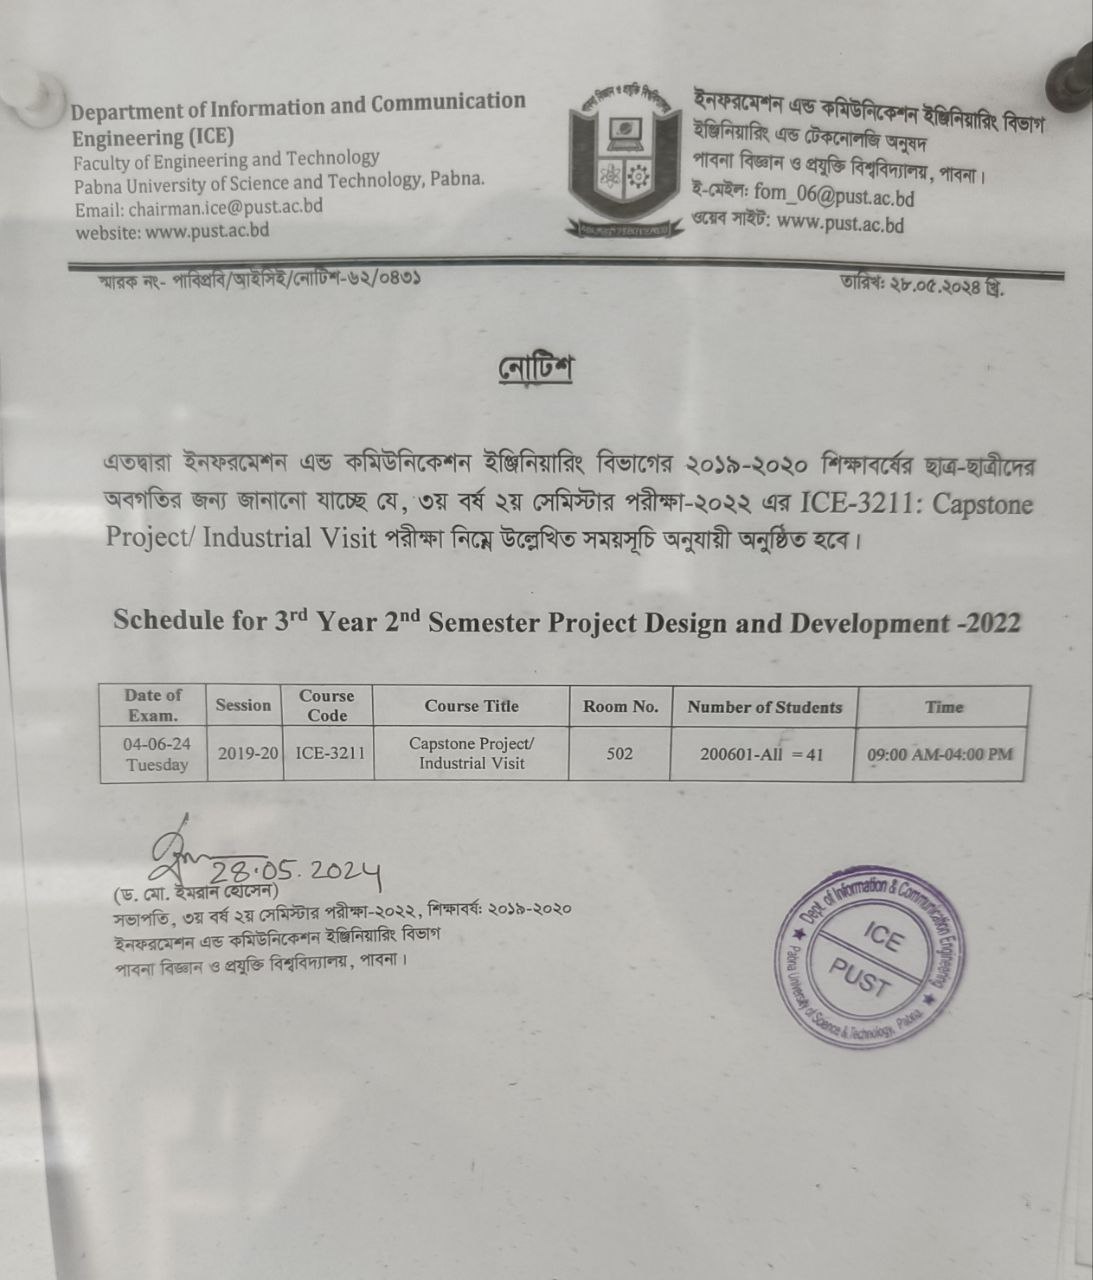 Department of Information and Communication
Engineering (ICE)
Faculty of Engineering and Technology
Pabna University of Science and Technology, Pabna.
Email: chairman.ice@pust.ac.bd
website: www.pust.ac.bd
ইনফরমেশন এন্ড কমিউনিকেশন ইঞ্জিনিয়ারিং বিভাগ
ইঞ্জিনিয়ারিং এন্ড টেকনোলজি অনুষদ
পাবনা বিজ্ঞান ও প্রযুক্তি বিশ্ববিদ্যালয়, পাবনা।
ই-মেইলঃ fom_06@pust.ac.bd
ওয়েব সাইট: www.pust.ac.bd
স্মারক নং- পাবিপ্রবি/আইসিই/নোটিশ-৬২/০৪৭১
তারিখঃ ২৮.০৫.২০২৪ খ্রি.
নোটিশ
এতদ্বারা ইনফরমেশন এন্ড কমিউনিকেশন ইঞ্জিনিয়ারিং বিভাগের ২০১৯-২০২০ শিক্ষাবর্ষের ছাত্র-ছাত্রীদের
অবগতির জন্য জানানো যাচ্ছে যে, ৩য় বর্ষ ২য় সেমিস্টার পরীক্ষা-২০২২ এর ICE-3211: Capstone
Project/ Industrial Visit পরীক্ষা নিম্নে উল্লেখিত সময়সূচি অনুযায়ী অনুষ্ঠিত হবে।
Schedule for 3rd Year 2nd Semester Project Design and Development -2022
Date of Exam. Session Course Code Course Title Room No. Number of Students Time
04-06-24 Tuesday 2019-20 ICE-3211 Capstone Project/ Industrial Visit 502 200601-All = 41 09:00 AM-04:00 PM
28.05.2024
(ড. মো. ইমরান হোসেন)
সভাপতি, ৩য় বর্ষ ২য় সেমিস্টার পরীক্ষা-২০২২, শিক্ষাবর্ষঃ ২০১৯-২০২০
ইনফরমেশন এন্ড কমিউনিকেশন ইঞ্জিনিয়ারিং বিভাগ
পাবনা বিজ্ঞান ও প্রযুক্তি বিশ্ববিদ্যালয়, পাবনা।
Dept. of Information & Communication Engineering
ICE
PUST
Pabna University of Science & Technology, Pabna.